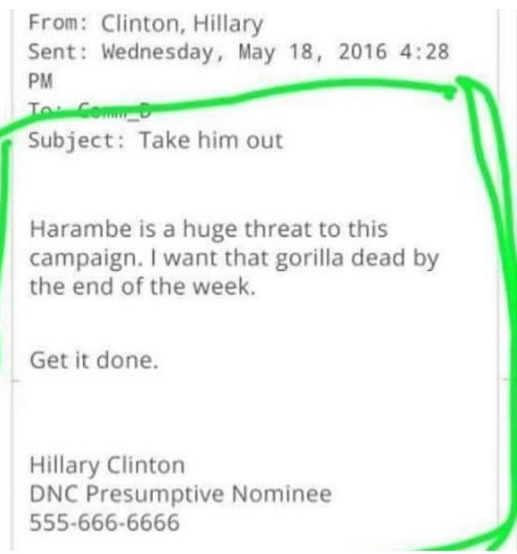 From: Clinton, Hillary
Sent: Wednesday, May 18, 2016 4:28
PM
To: Comm_D
Subject: Take him out
Harambe is a huge threat to this
campaign. I want that gorilla dead by
the end of the week.
Get it done.
Hillary Clinton
DNC Presumptive Nominee
555-666-6666